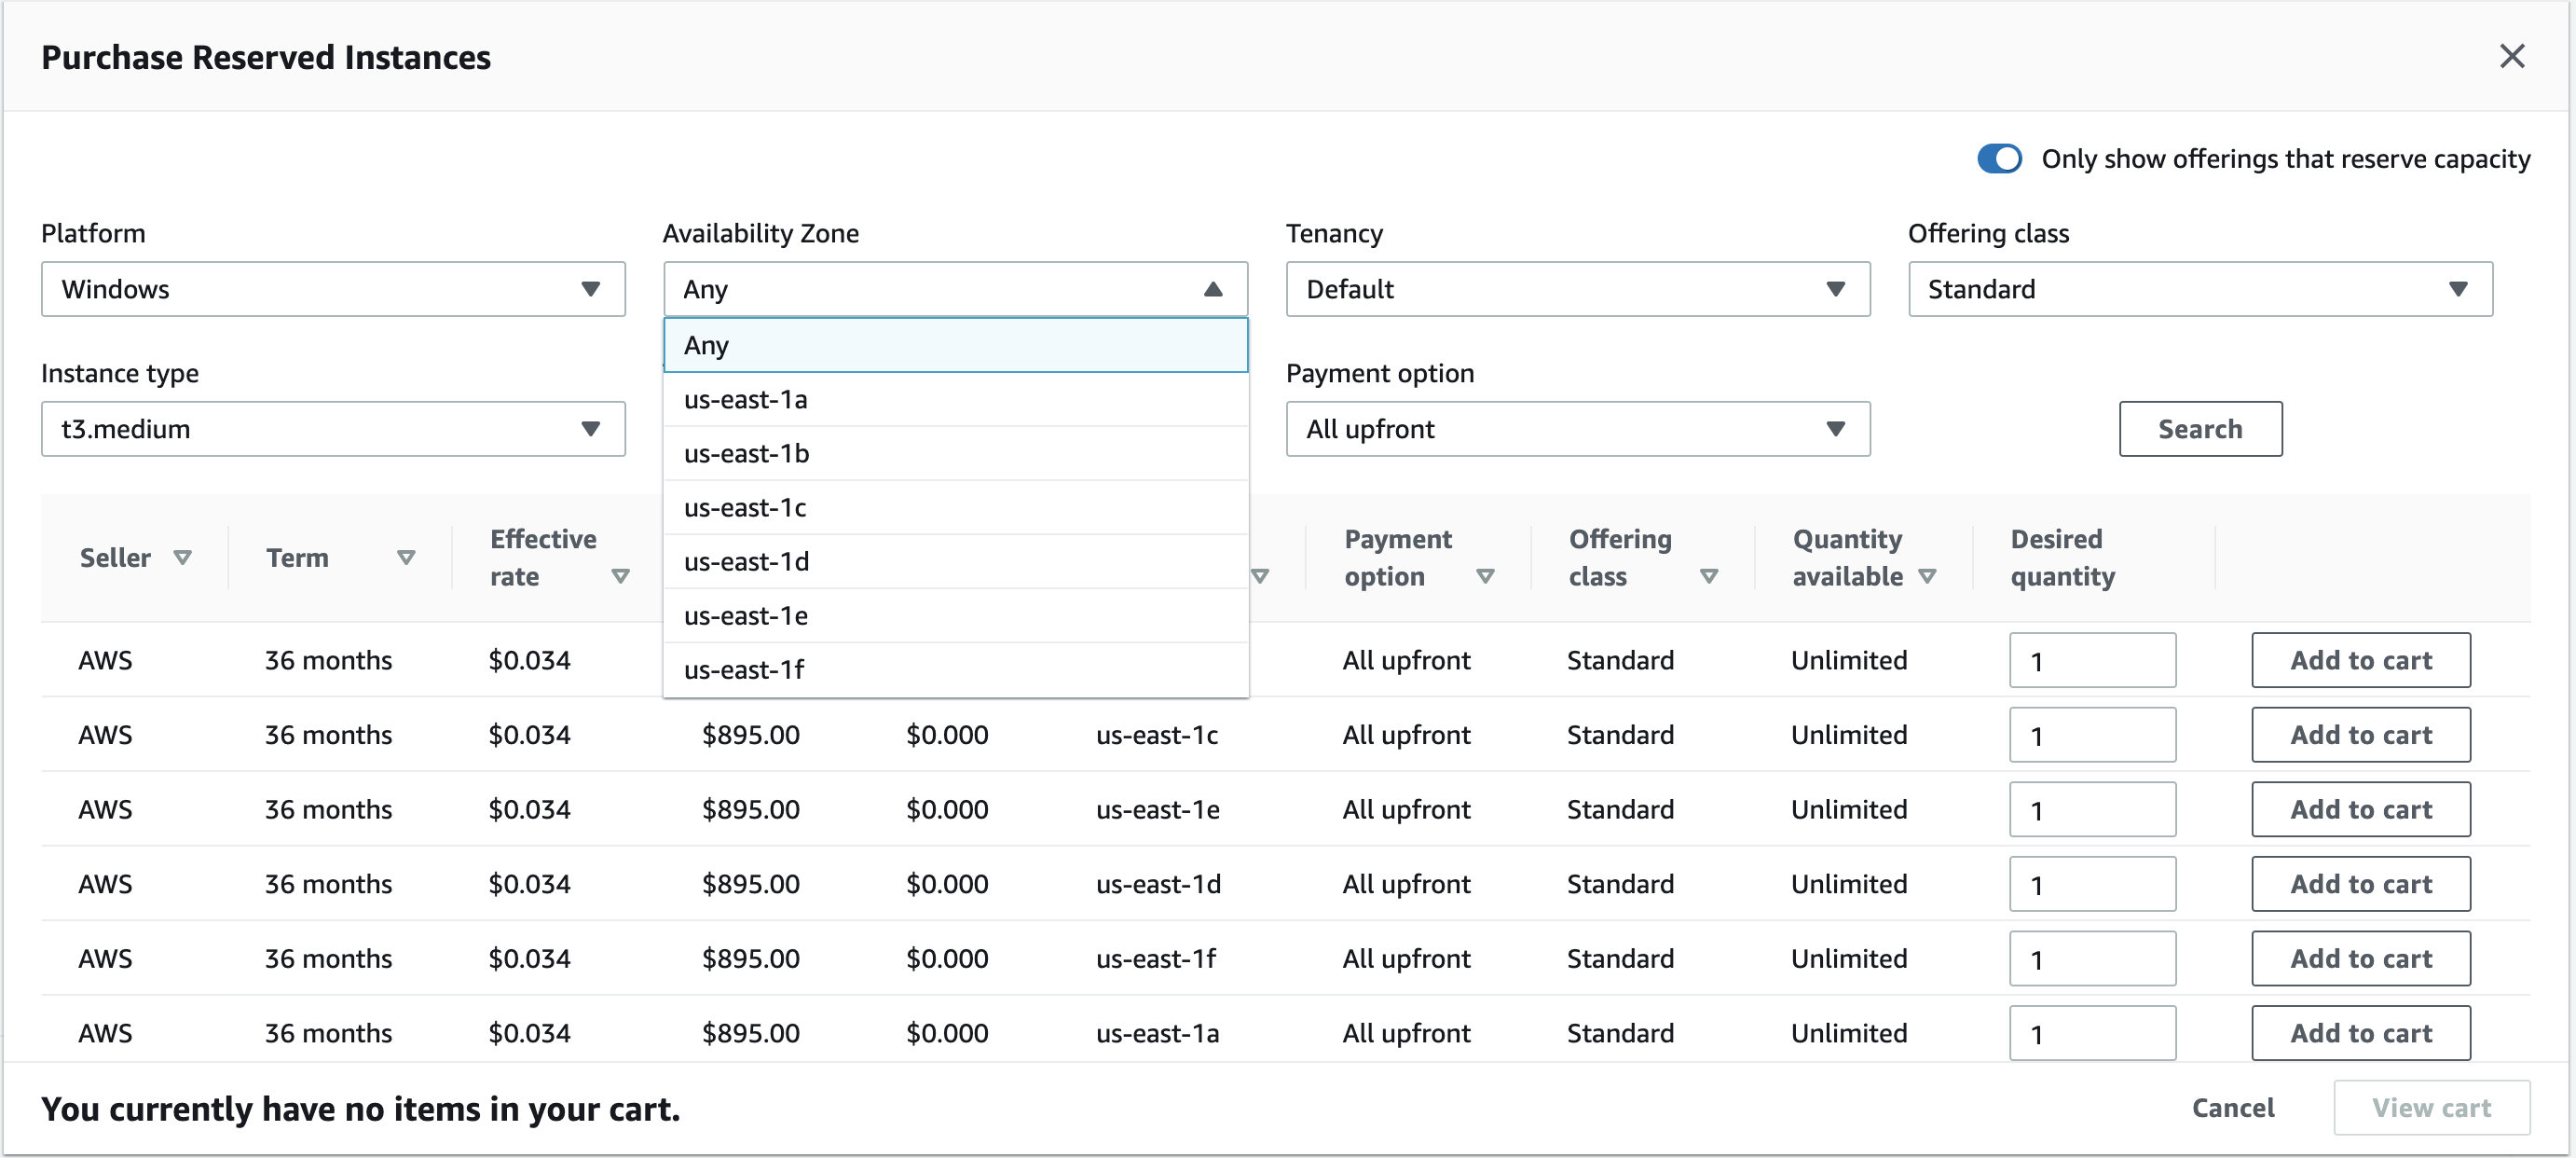 Purchase Reserved Instances
Only show offerings that reserve capacity
Platform Availability Zone Tenancy Offering class
Windows Any Default Standard
Any
Instance type Payment option
us-east-1a
t3.medium All upfront Search
us-east-1b
us-east-1c
Seller Term Effective rate Payment option Offering class Quantity available Desired quantity
us-east-1d
us-east-1e
AWS 36 months $0.034 All upfront Standard Unlimited 1 Add to cart
us-east-1f
AWS 36 months $0.034 $895.00 $0.000 us-east-1c All upfront Standard Unlimited 1 Add to cart
AWS 36 months $0.034 $895.00 $0.000 us-east-1e All upfront Standard Unlimited 1 Add to cart
AWS 36 months $0.034 $895.00 $0.000 us-east-1d All upfront Standard Unlimited 1 Add to cart
AWS 36 months $0.034 $895.00 $0.000 us-east-1f All upfront Standard Unlimited 1 Add to cart
AWS 36 months $0.034 $895.00 $0.000 us-east-1a All upfront Standard Unlimited 1 Add to cart
You currently have no items in your cart. Cancel View cart